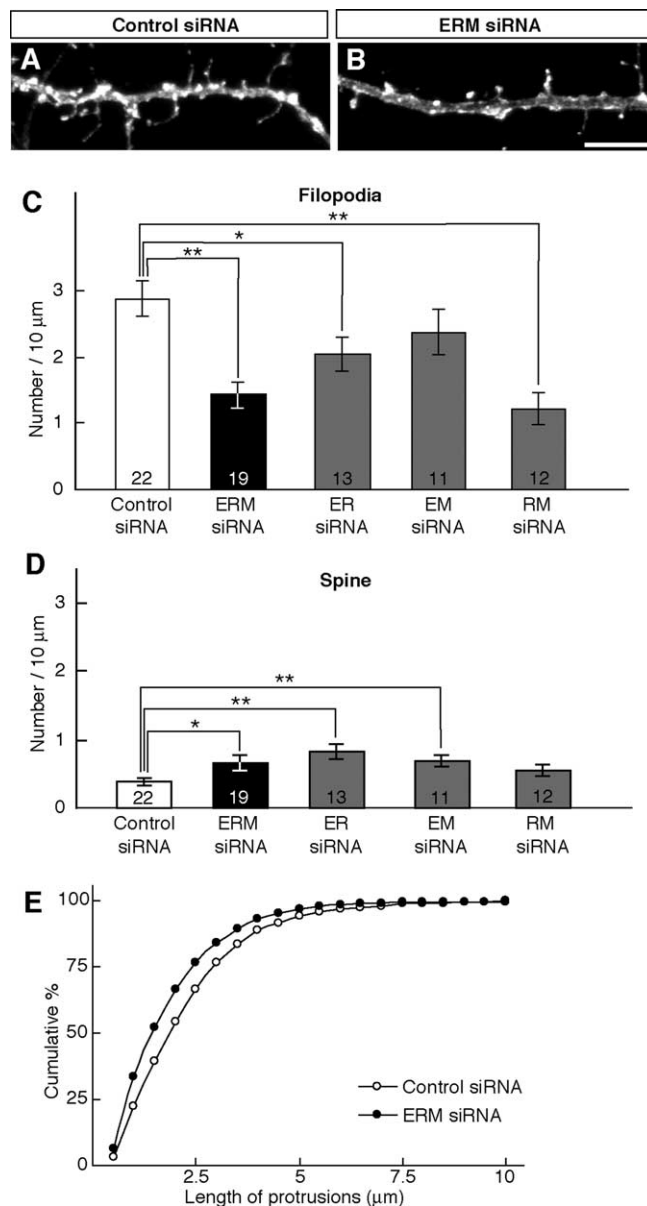 Control siRNA ERM siRNA
A B
C
Filopodia
**
*
**
Number / 10 μm
3
2
1
0
22 19 13 11 12
Control ERM ER EM RM
siRNA siRNA siRNA siRNA siRNA
D
Spine
**
**
*
Number / 10 μm
3
2
1
0
22 19 13 11 12
Control ERM ER EM RM
siRNA siRNA siRNA siRNA siRNA
E
Cumulative %
100
75
50
25
Control siRNA
ERM siRNA
2.5 5 7.5 10
Length of protrusions (μm)